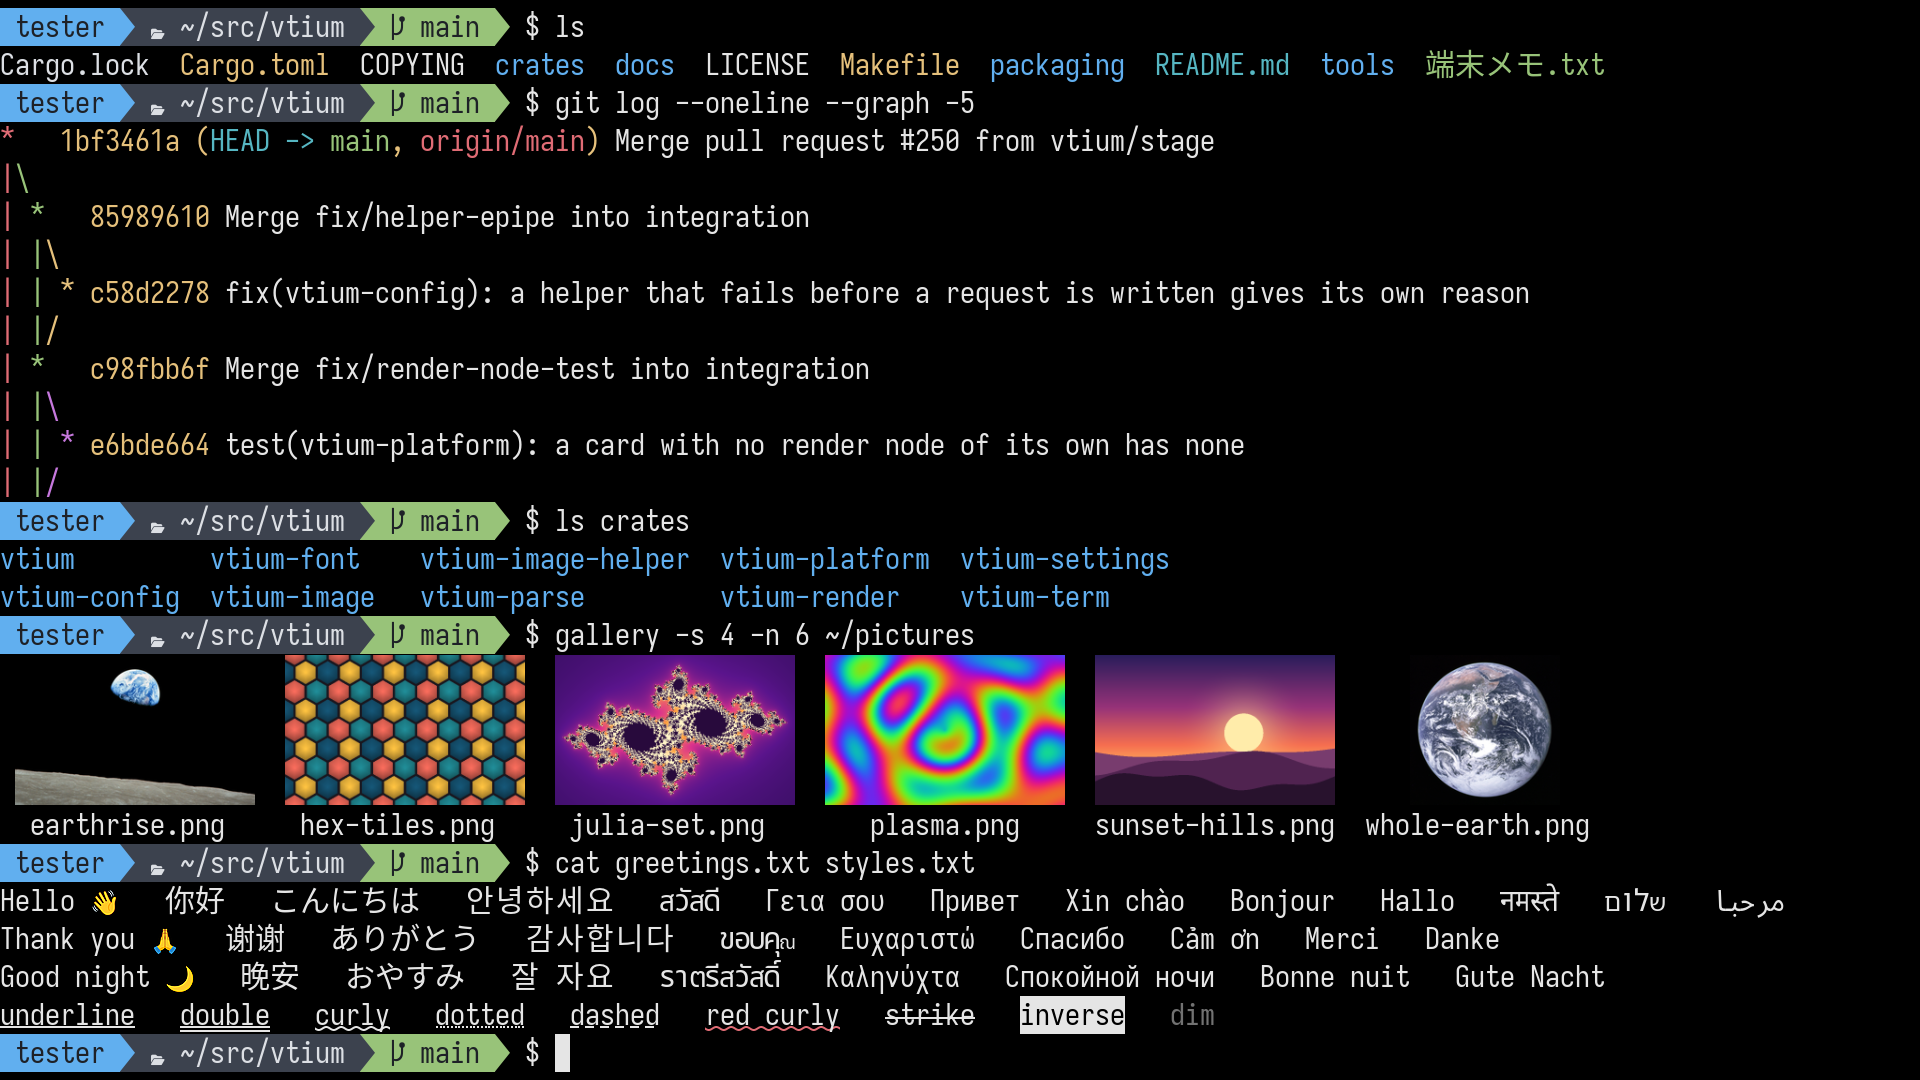 tester ~/src/vtium main $ ls
Cargo.lock Cargo.toml COPYING crates docs LICENSE Makefile packaging README.md tools 端末メモ.txt
tester ~/src/vtium main $ git log --oneline --graph -5
*   1bf3461a (HEAD -> main, origin/main) Merge pull request #250 from vtium/stage
|\
| *   85989610 Merge fix/helper-epipe into integration
| |\
| | * c58d2278 fix(vtium-config): a helper that fails before a request is written gives its own reason
| |/
| *   c98fbb6f Merge fix/render-node-test into integration
| |\
| | * e6bde664 test(vtium-platform): a card with no render node of its own has none
| |/
tester ~/src/vtium main $ ls crates
vtium vtium-font vtium-image-helper vtium-platform vtium-settings
vtium-config vtium-image vtium-parse vtium-render vtium-term
tester ~/src/vtium main $ gallery -s 4 -n 6 ~/pictures
earthrise.png hex-tiles.png julia-set.png plasma.png sunset-hills.png whole-earth.png
tester ~/src/vtium main $ cat greetings.txt styles.txt
Hello 👋 你好 こんにちは 안녕하세요 สวัสดี Γεια σου Привет Xin chào Bonjour Hallo नमस्ते שלום مرحبا
Thank you 🙏 谢谢 ありがとう 감사합니다 ขอบคุณ Ευχαριστώ Спасибо Cảm ơn Merci Danke
Good night 🌙 晚安 おやすみ 잘 자요 ราตรีสวัสดิ์ Καληνύχτα Спокойной ночи Bonne nuit Gute Nacht
underline double curly dotted dashed red curly strike inverse dim
tester ~/src/vtium main $